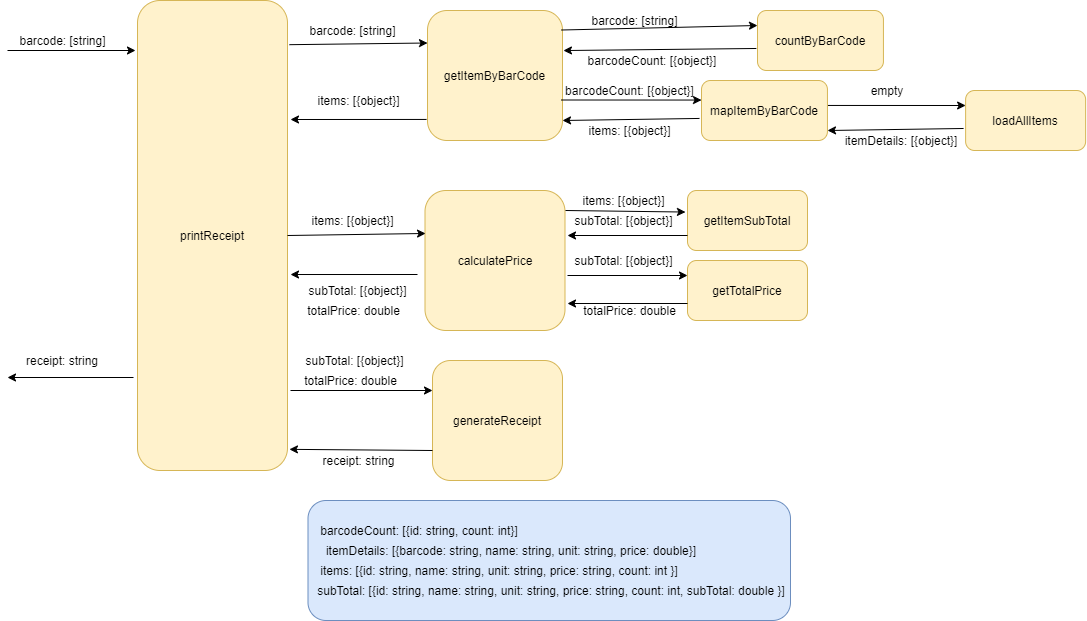 barcode: [string]
printReceipt
receipt: string
barcode: [string]
items: [{object}]
getItemByBarCode
barcode: [string]
barcodeCount: [{object}]
countByBarCode
barcodeCount: [{object}]
items: [{object}]
mapItemByBarCode
empty
itemDetails: [{object}]
loadAllItems
items: [{object}]
subTotal: [{object}]
totalPrice: double
calculatePrice
items: [{object}]
subTotal: [{object}]
getItemSubTotal
subTotal: [{object}]
totalPrice: double
getTotalPrice
subTotal: [{object}]
totalPrice: double
receipt: string
generateReceipt
barcodeCount: [{id: string, count: int}]
itemDetails: [{barcode: string, name: string, unit: string, price: double}]
items: [{id: string, name: string, unit: string, price: string, count: int }]
subTotal: [{id: string, name: string, unit: string, price: string, count: int, subTotal: double }]